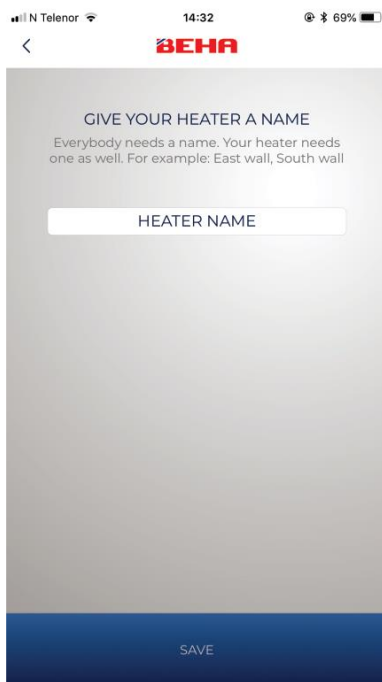 N Telenor 14:32 69%
BEHA
GIVE YOUR HEATER A NAME
Everybody needs a name. Your heater needs
one as well. For example: East wall, South wall
HEATER NAME
SAVE